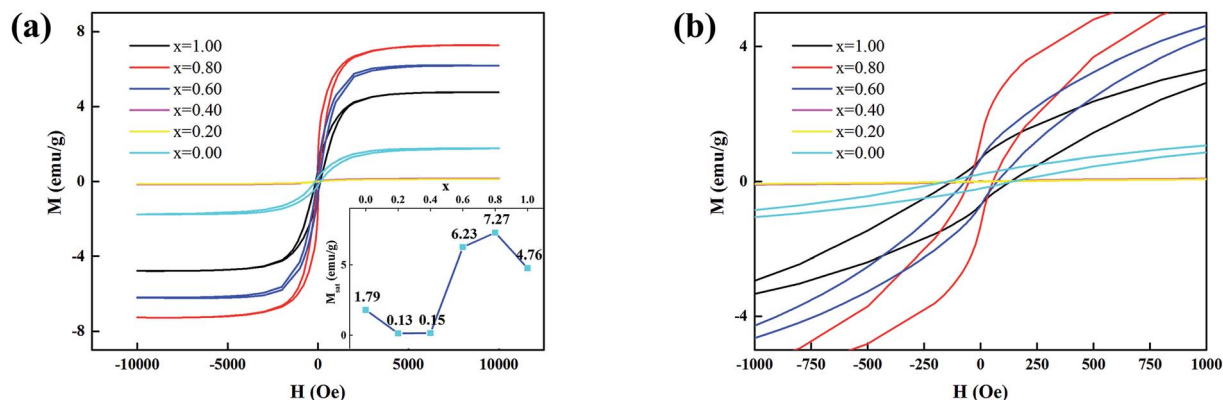 (a)
8
4
0
-4
-8
M (emu/g)
x=1.00
x=0.80
x=0.60
x=0.40
x=0.20
x=0.00
-10000 -5000 0 5000 10000
H (Oe)
x
0.0 0.2 0.4 0.6 0.8 1.0
M_sat (emu/g)
5
0
1.79
0.13
0.15
6.23
7.27
4.76
(b)
4
0
-4
M (emu/g)
x=1.00
x=0.80
x=0.60
x=0.40
x=0.20
x=0.00
-1000 -750 -500 -250 0 250 500 750 1000
H (Oe)